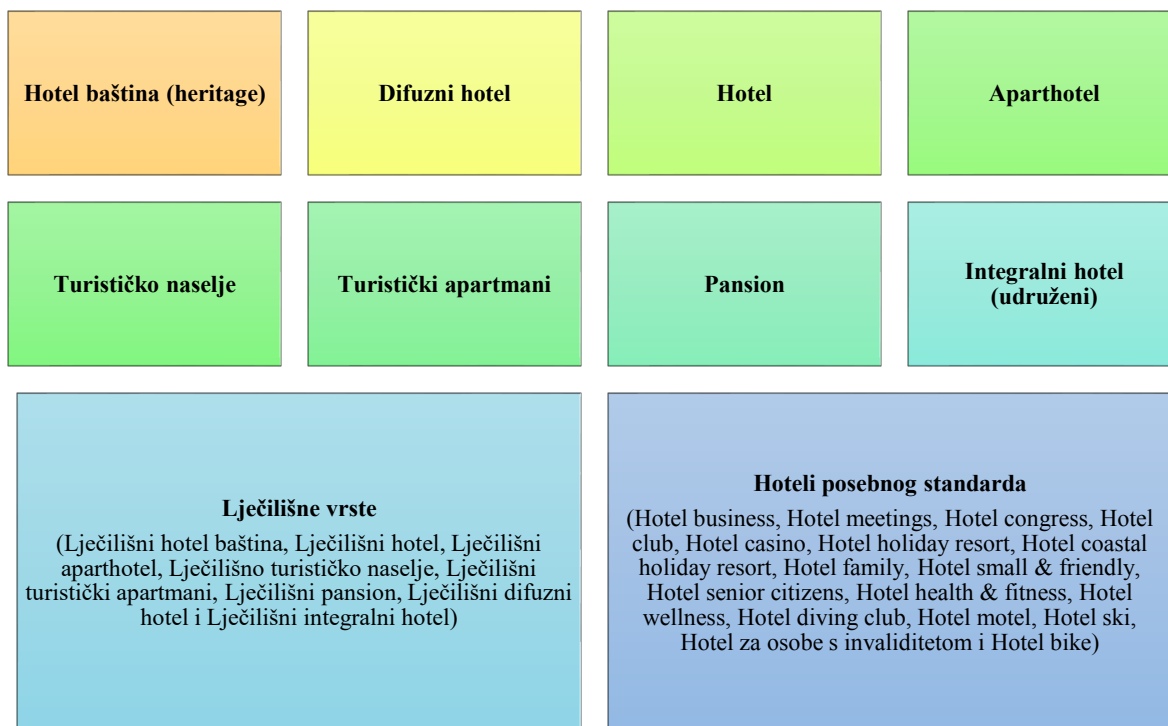 Hotel baština (heritage)
Difuzni hotel
Hotel
Aparthotel
Turističko naselje
Turistički apartmani
Pansion
Integralni hotel
(udruženi)
Lječilišne vrste
(Lječilišni hotel baština, Lječilišni hotel, Lječilišni
aparthotel, Lječilišno turističko naselje, Lječilišni
turistički apartmani, Lječilišni pansion, Lječilišni difuzni
hotel i Lječilišni integralni hotel)
Hoteli posebnog standarda
(Hotel business, Hotel meetings, Hotel congress, Hotel
club, Hotel casino, Hotel holiday resort, Hotel coastal
holiday resort, Hotel family, Hotel small & friendly,
Hotel senior citizens, Hotel health & fitness, Hotel
wellness, Hotel diving club, Hotel motel, Hotel ski,
Hotel za osobe s invaliditetom i Hotel bike)